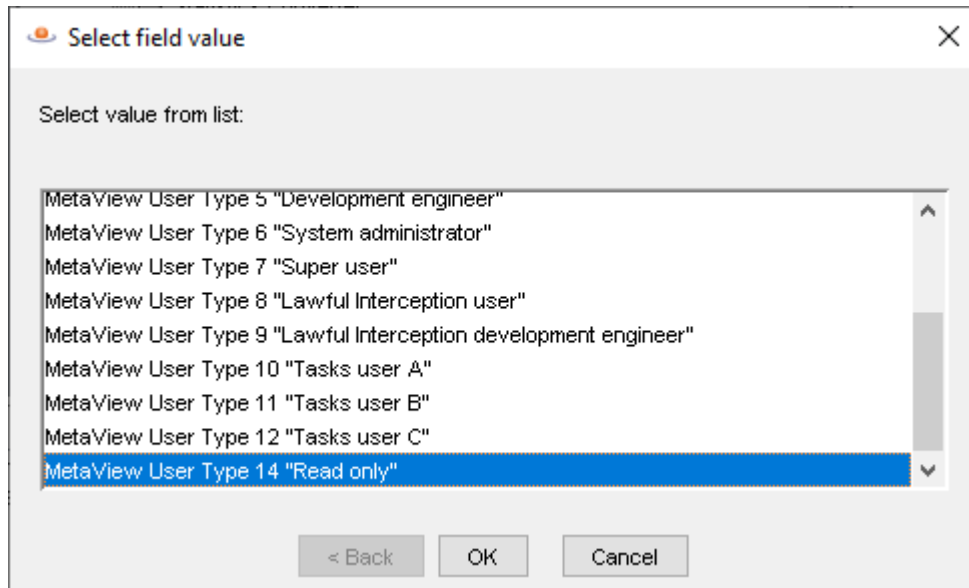 Select field value
Select value from list:
MetaView User Type 5 "Development engineer"
MetaView User Type 6 "System administrator"
MetaView User Type 7 "Super user"
MetaView User Type 8 "Lawful Interception user"
MetaView User Type 9 "Lawful Interception development engineer"
MetaView User Type 10 "Tasks user A"
MetaView User Type 11 "Tasks user B"
MetaView User Type 12 "Tasks user C"
MetaView User Type 14 "Read only"
< Back OK Cancel